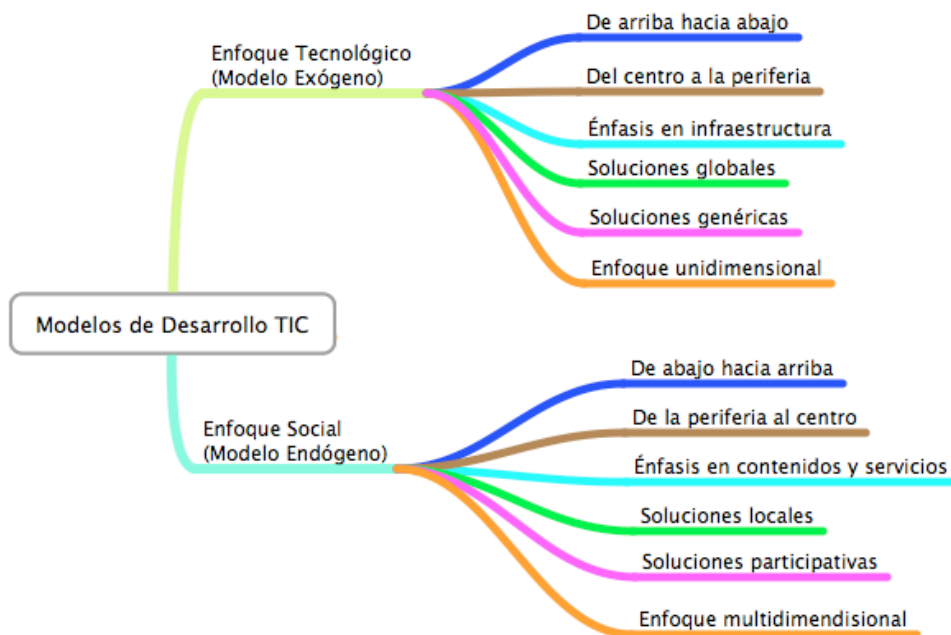 Enfoque Tecnológico
(Modelo Exógeno)
De arriba hacia abajo
Del centro a la periferia
Énfasis en infraestructura
Soluciones globales
Soluciones genéricas
Enfoque unidimensional
Modelos de Desarrollo TIC
Enfoque Social
(Modelo Endógeno)
De abajo hacia arriba
De la periferia al centro
Énfasis en contenidos y servicios
Soluciones locales
Soluciones participativas
Enfoque multidimendisional